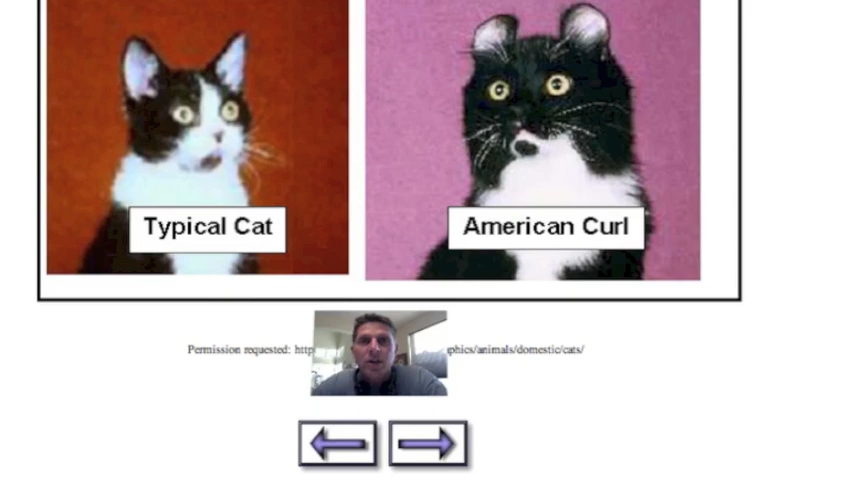 Typical Cat
American Curl
Permission requested: http phics/animals/domestic/cats/